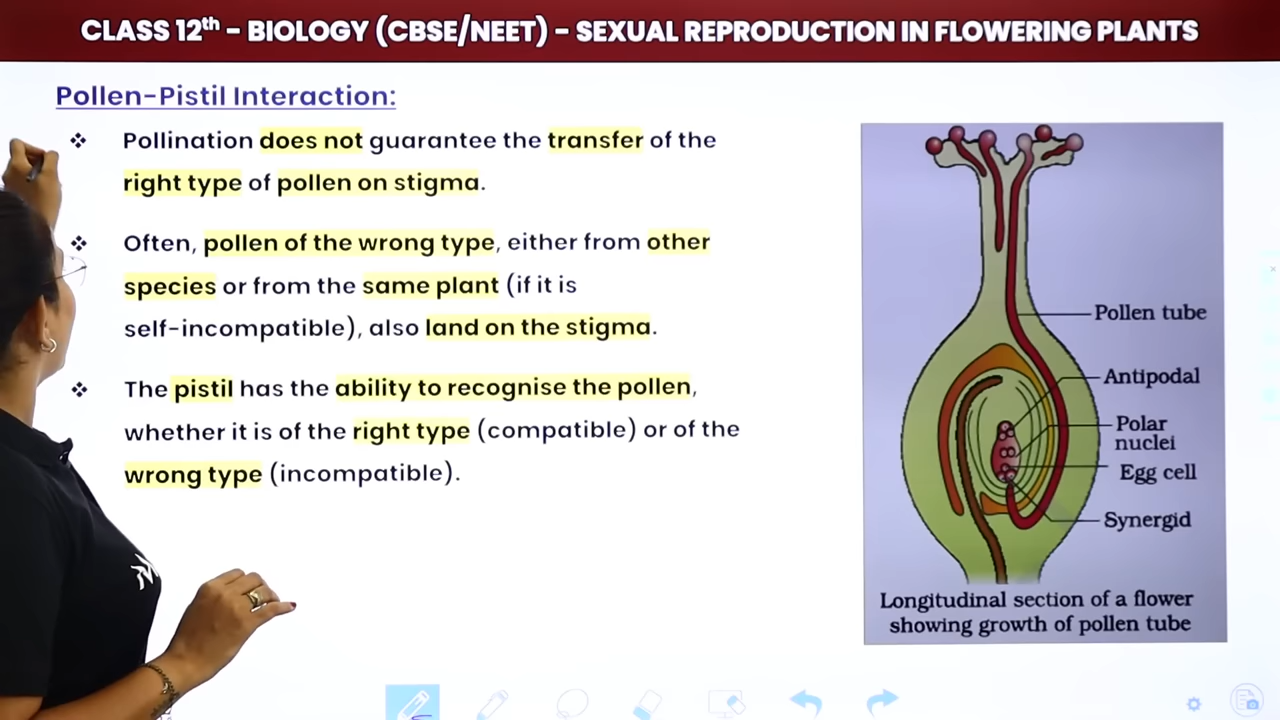 CLASS 12th – BIOLOGY (CBSE/NEET) – SEXUAL REPRODUCTION IN FLOWERING PLANTS
Pollen-Pistil Interaction:
❖ Pollination does not guarantee the transfer of the
right type of pollen on stigma.
❖ Often, pollen of the wrong type, either from other
species or from the same plant (if it is
self-incompatible), also land on the stigma.
❖ The pistil has the ability to recognise the pollen,
whether it is of the right type (compatible) or of the
wrong type (incompatible).
Pollen tube
Antipodal
Polar
nuclei
Egg cell
Synergid
Longitudinal section of a flower
showing growth of pollen tube